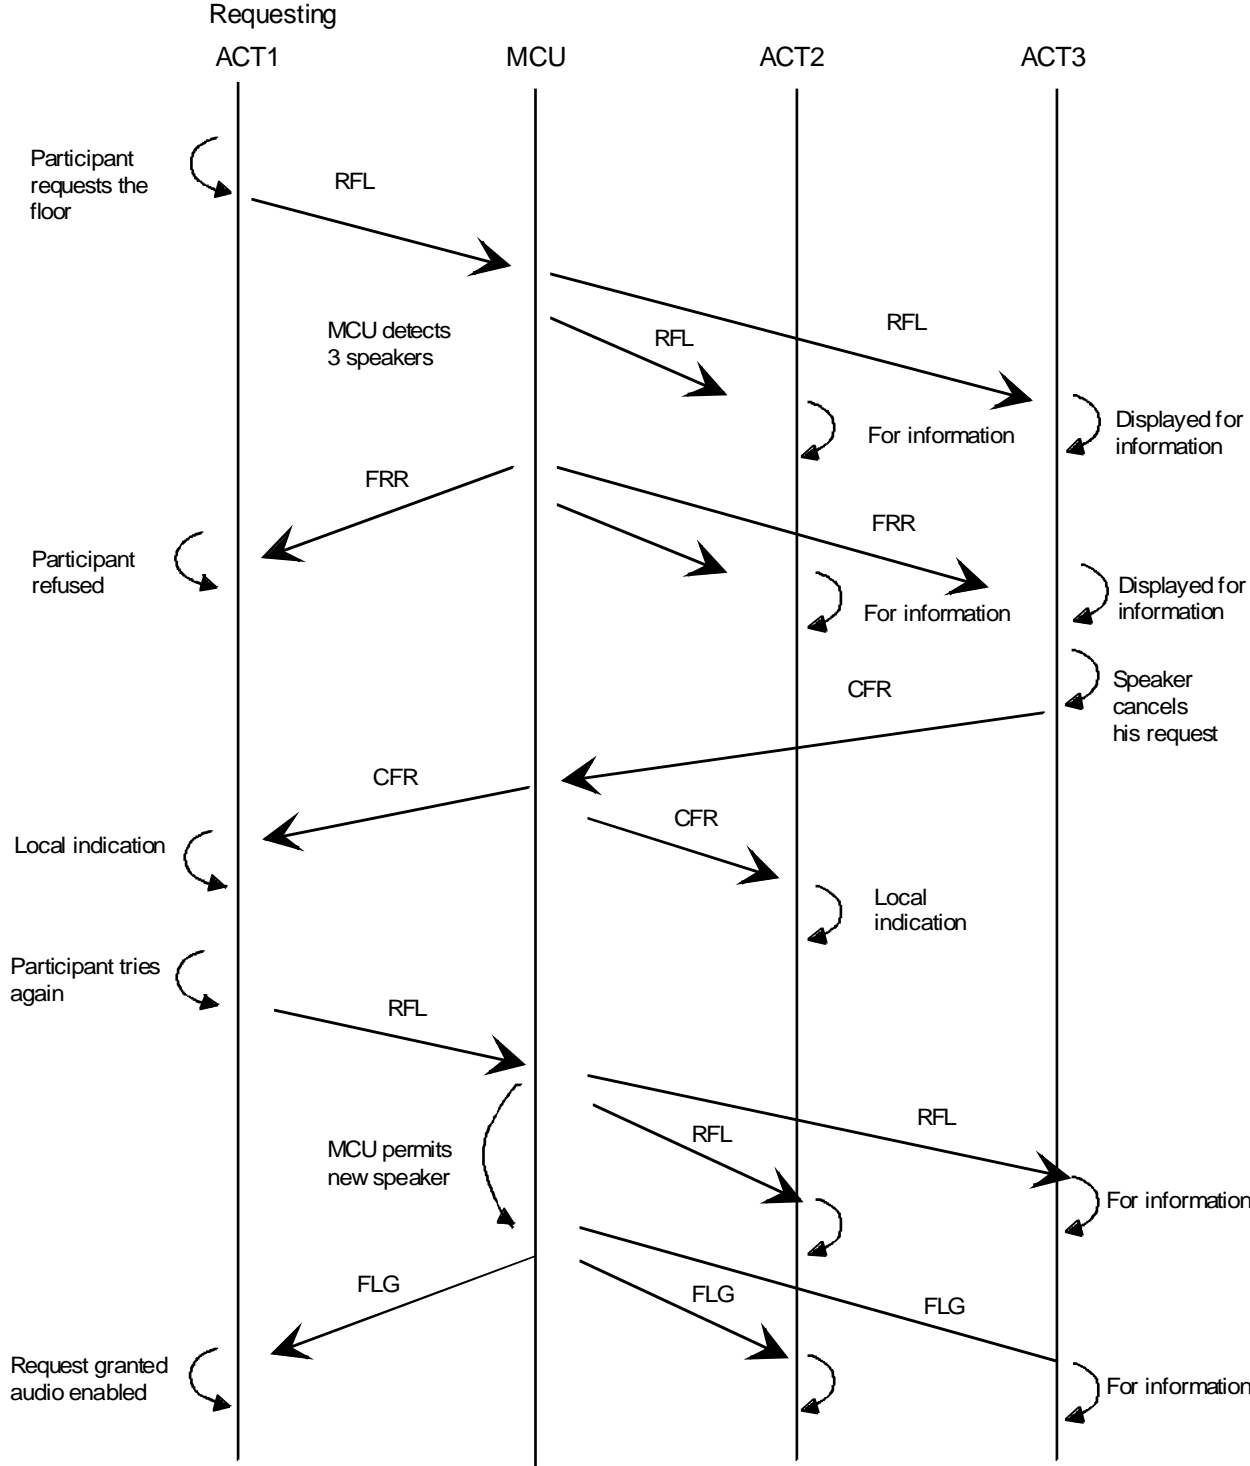 Requesting
ACT1
MCU
ACT2
ACT3
Participant
requests the
floor
RFL
RFL
MCU detects
3 speakers
RFL
For information
Displayed for
information
FRR
FRR
Participant
refused
For information
Displayed for
information
CFR
Speaker
cancels
his request
CFR
CFR
Local indication
Local
indication
Participant tries
again
RFL
RFL
RFL
MCU permits
new speaker
For information
FLG
FLG
FLG
Request granted
audio enabled
For information